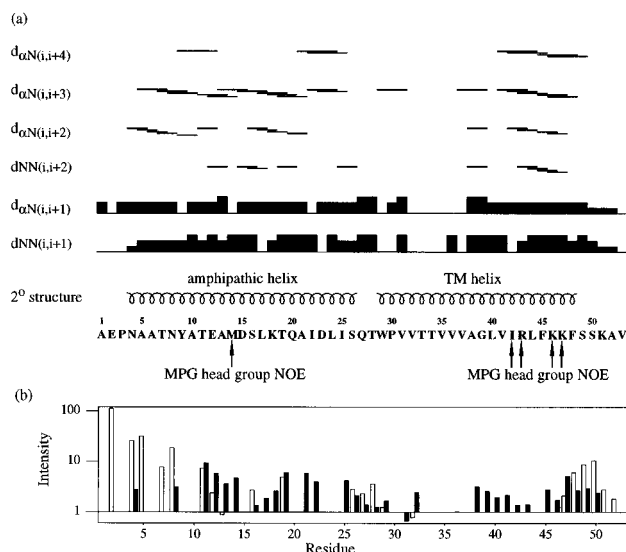 (a)
dαN(i,i+4)
dαN(i,i+3)
dαN(i,i+2)
dNN(i,i+2)
dαN(i,i+1)
dNN(i,i+1)
amphipathic helix TM helix
2° structure
1 5 10 15 20 25 30 35 40 45 50
AEPNAATNYATEAMDSLKTQAIDLISQTWPVVTTVVVAGLVIRLFKKFSSKAV
MPG head group NOE MPG head group NOE
(b)
100
10
1
Intensity
5 10 15 20 25 30 35 40 45 50
Residue